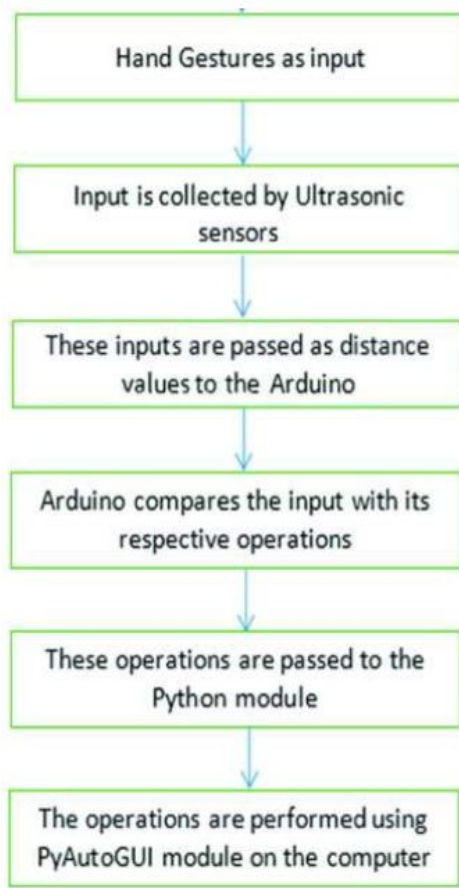 Hand Gestures as input
Input is collected by Ultrasonic
sensors
These inputs are passed as distance
values to the Arduino
Arduino compares the input with its
respective operations
These operations are passed to the
Python module
The operations are performed using
PyAutoGUI module on the computer